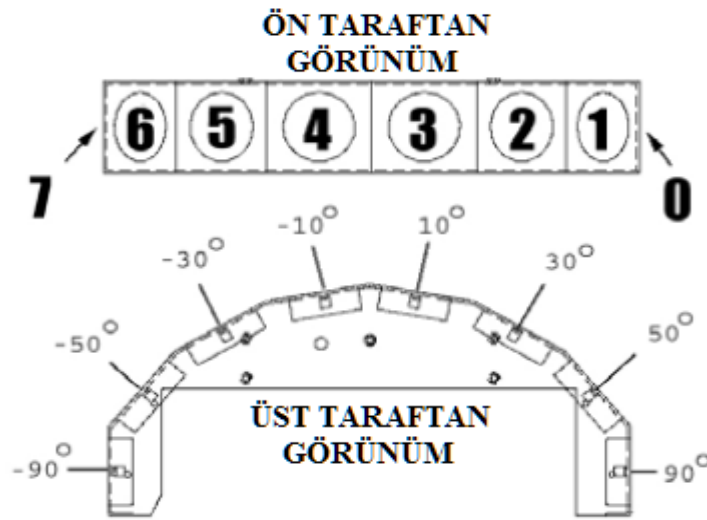 ÖN TARAFTAN
GÖRÜNÜM
6 5 4 3 2 1
7 0
-10° 10°
-30° 30°
-50° 50°
ÜST TARAFTAN
GÖRÜNÜM
-90° 90°